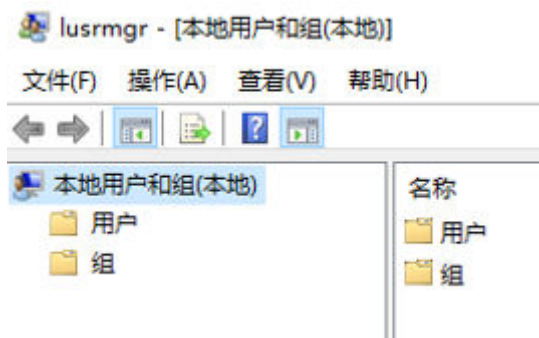 lusrmgr - [本地用户和组(本地)]
文件(F) 操作(A) 查看(V) 帮助(H)
本地用户和组(本地)
用户
组
名称
用户
组